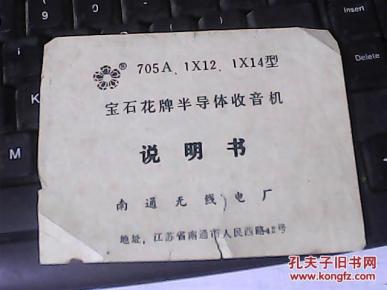 705A、1X12、1X14型
宝石花牌半导体收音机
说明书
南通无线电厂
地址：江苏省南通市人民西路42号
孔夫子旧书网
www.kongfz.com